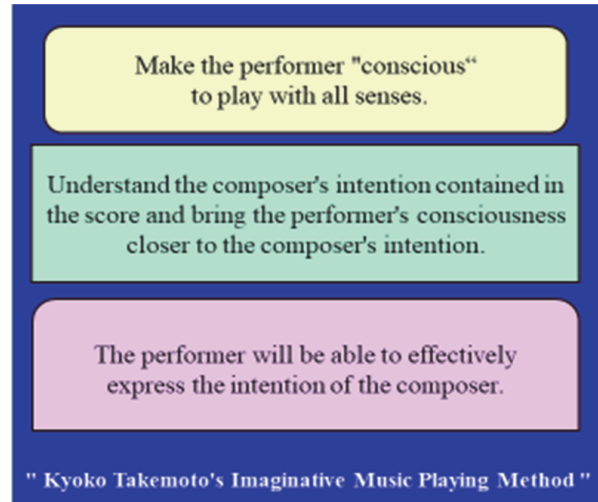 Make the performer "conscious“
to play with all senses.
Understand the composer's intention contained in
the score and bring the performer's consciousness
closer to the composer's intention.
The performer will be able to effectively
express the intention of the composer.
" Kyoko Takemoto's Imaginative Music Playing Method "